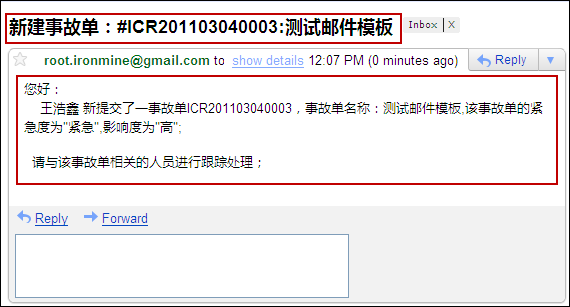 新建事故单：#ICR201103040003:测试邮件模板 Inbox | X
root.ironmine@gmail.com to show details 12:07 PM (0 minutes ago) Reply
您好：
王浩鑫 新提交了一事故单ICR201103040003，事故单名称：测试邮件模板,该事故单的紧
急度为"紧急",影响度为"高";
请与该事故单相关的人员进行跟踪处理；
Reply Forward